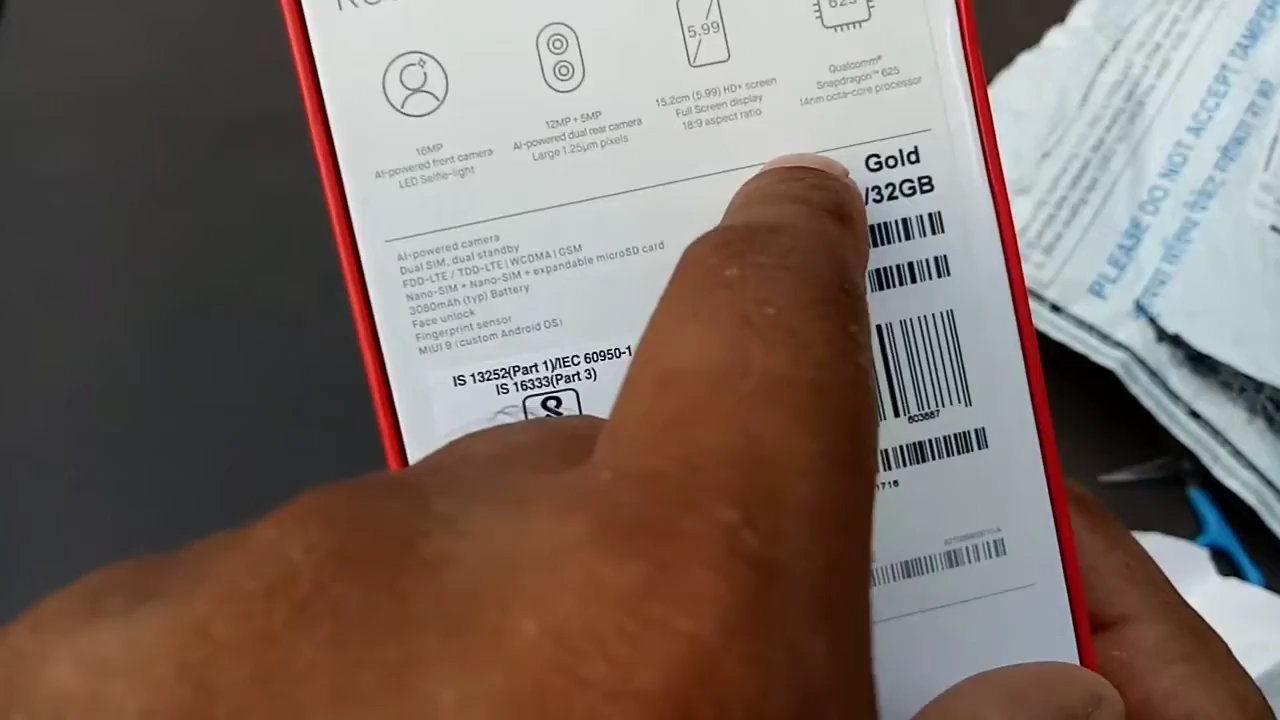 16MP
AI-powered front camera
LED Selfie-light
12MP + 5MP
AI-powered dual rear camera
Large 1.25μm pixels
5.99
15.2cm (5.99) HD+ screen
Full Screen display
18:9 aspect ratio
625
Qualcomm®
Snapdragon™ 625
14nm octa-core processor
Gold
/32GB
AI-powered camera
Dual SIM, dual standby
FDD-LTE / TDD-LTE | WCDMA | GSM
Nano-SIM + Nano-SIM + expandable microSD card
3080mAh (typ) Battery
Face unlock
Fingerprint sensor
MIUI 9 (custom Android OS)
IS 13252(Part 1)/IEC 60950-1
IS 16333(Part 3)
603887
1716
PLEASE DO NOT ACCEPT TAMPER